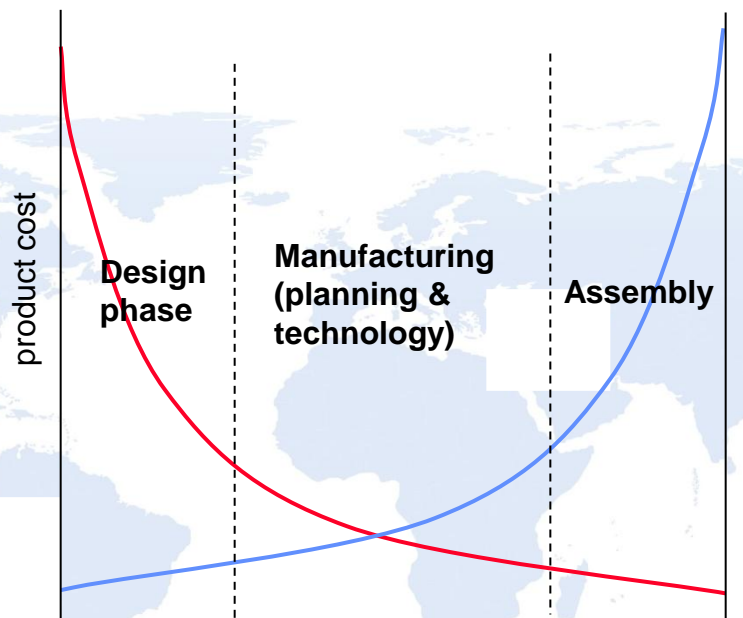 product cost
Design
phase
Manufacturing
(planning &
technology)
Assembly